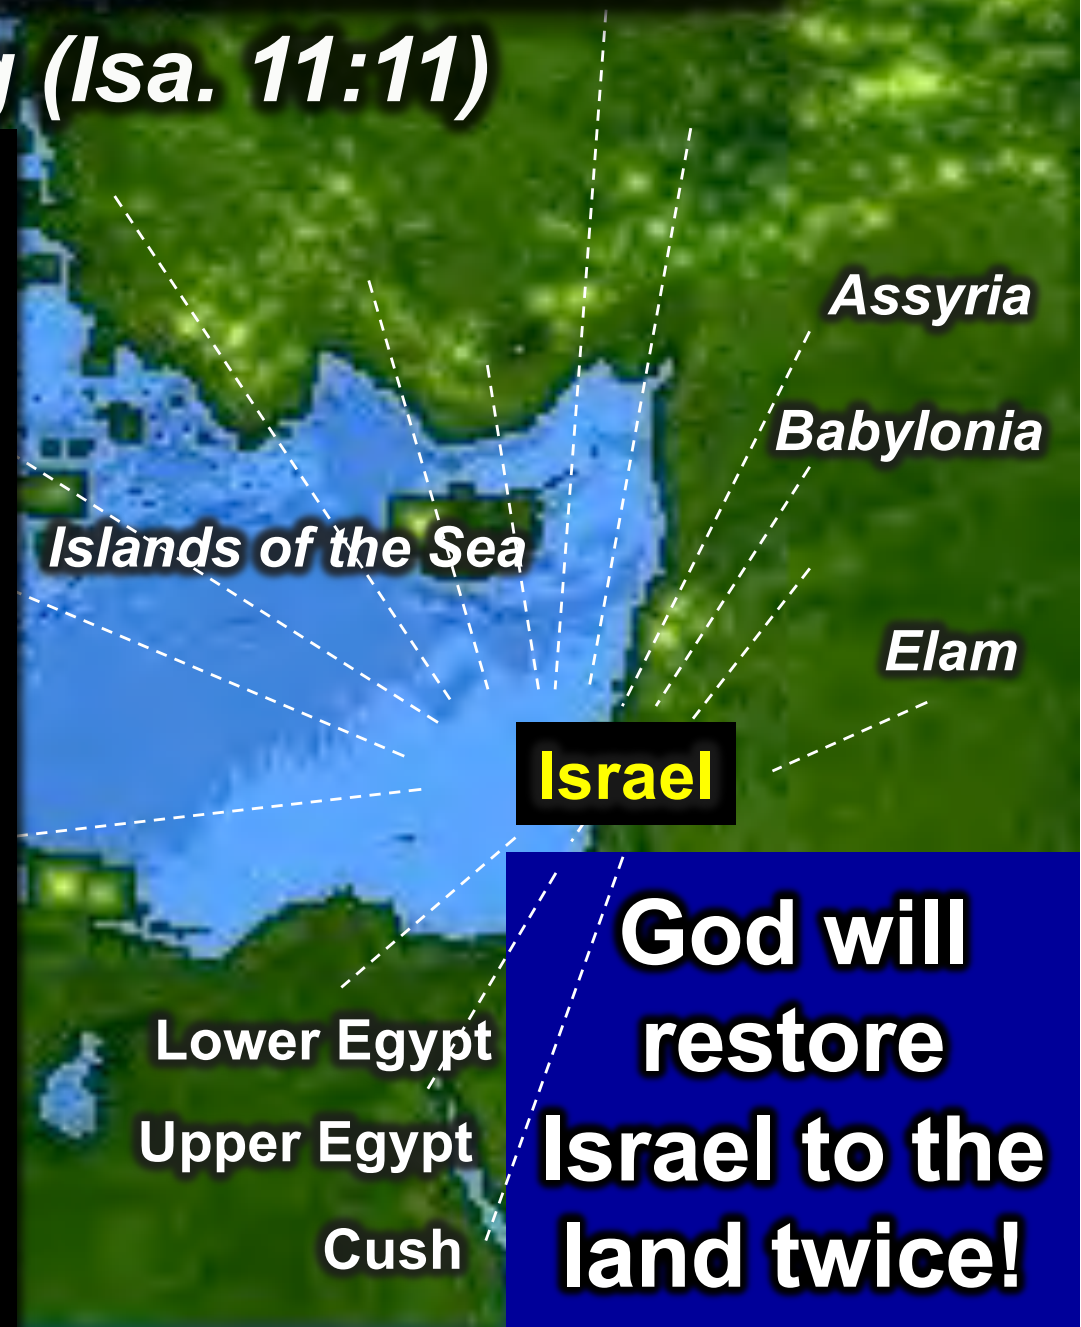 (Isa. 11:11)
Assyria
Babylonia
Islands of the Sea
Elam
Israel
Lower Egypt
Upper Egypt
Cush
God will
restore
Israel to the
land twice!